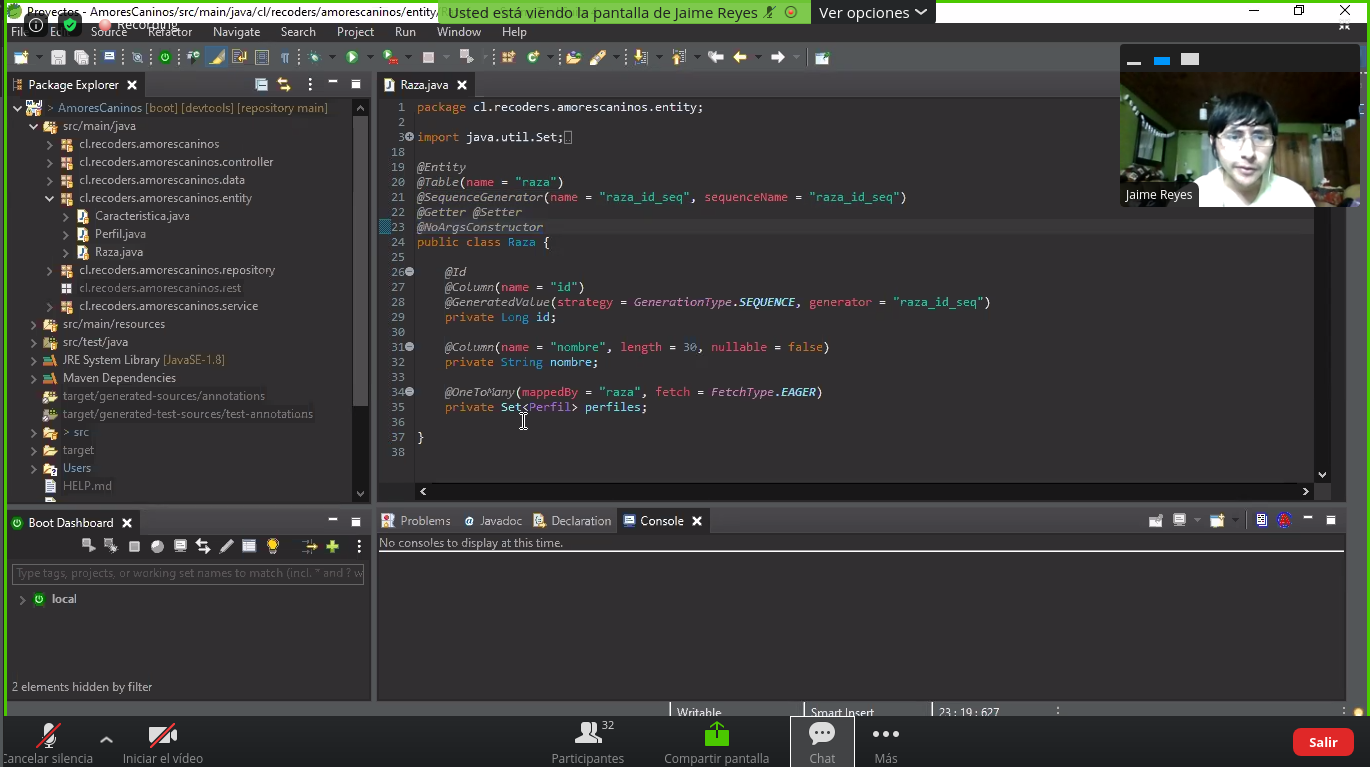 Proyectos - AmoresCaninos/src/main/java/cl/recoders/amorescaninos/entity/
Usted está viendo la pantalla de Jaime Reyes
Ver opciones
Recording
Source Refactor Navigate Search Project Run Window Help
Package Explorer
> AmoresCaninos [boot] [devtools] [repository main]
src/main/java
cl.recoders.amorescaninos
cl.recoders.amorescaninos.controller
cl.recoders.amorescaninos.data
cl.recoders.amorescaninos.entity
Caracteristica.java
Perfil.java
Raza.java
cl.recoders.amorescaninos.repository
cl.recoders.amorescaninos.rest
cl.recoders.amorescaninos.service
src/main/resources
src/test/java
JRE System Library [JavaSE-1.8]
Maven Dependencies
target/generated-sources/annotations
target/generated-test-sources/test-annotations
> src
target
Users
HELP.md
Raza.java
1 package cl.recoders.amorescaninos.entity;
2
3 import java.util.Set;
18
19 @Entity
20 @Table(name = "raza")
21 @SequenceGenerator(name = "raza_id_seq", sequenceName = "raza_id_seq")
22 @Getter @Setter
23 @NoArgsConstructor
24 public class Raza {
25
26 @Id
27 @Column(name = "id")
28 @GeneratedValue(strategy = GenerationType.SEQUENCE, generator = "raza_id_seq")
29 private Long id;
30
31 @Column(name = "nombre", length = 30, nullable = false)
32 private String nombre;
33
34 @OneToMany(mappedBy = "raza", fetch = FetchType.EAGER)
35 private Set<Perfil> perfiles;
36
37 }
38
Jaime Reyes
Boot Dashboard
Type tags, projects, or working set names to match (incl. * and ? w
local
2 elements hidden by filter
Problems Javadoc Declaration Console
No consoles to display at this time.
Writable Smart Insert 23 : 19 : 627
Cancelar silencia
Iniciar el vídeo
32
Participantes
Compartir pantalla
Chat
Más
Salir